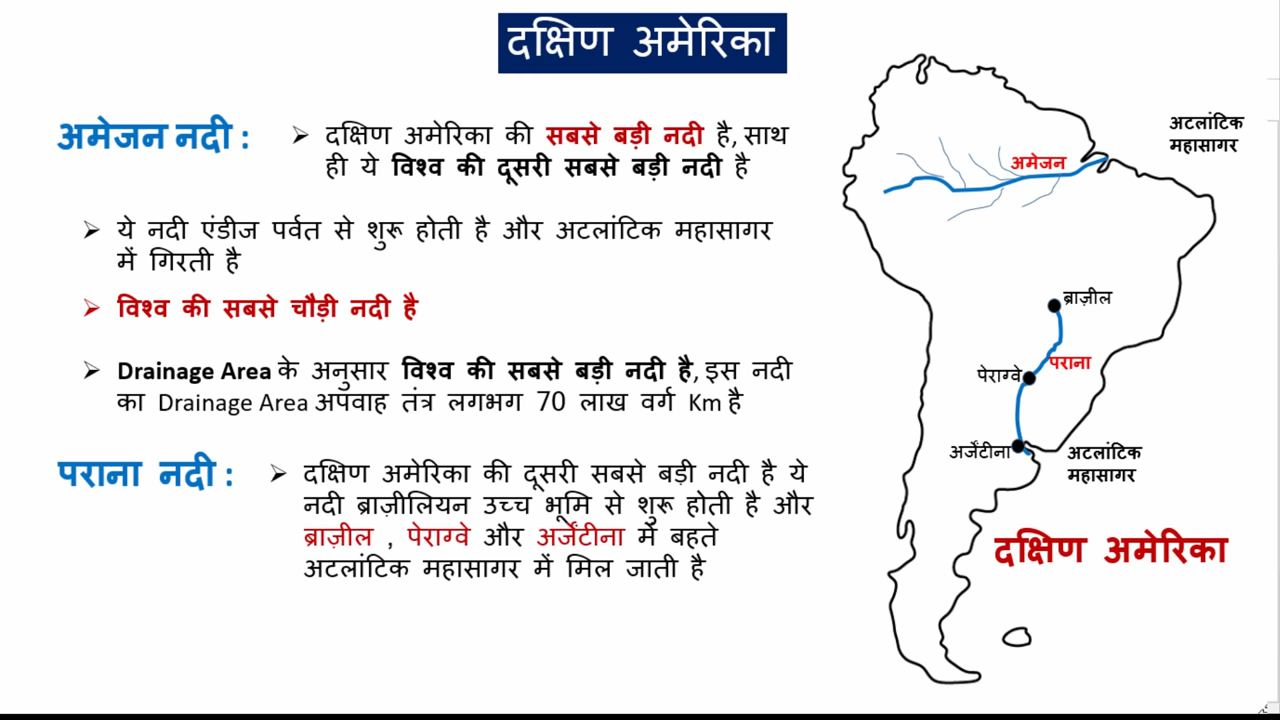 दक्षिण अमेरिका
अमेजन नदी :
➢ दक्षिण अमेरिका की सबसे बड़ी नदी है, साथ
ही ये विश्व की दूसरी सबसे बड़ी नदी है
➢ ये नदी एंडीज पर्वत से शुरू होती है और अटलांटिक महासागर
में गिरती है
➢ विश्व की सबसे चौड़ी नदी है
➢ Drainage Area के अनुसार विश्व की सबसे बड़ी नदी है, इस नदी
का Drainage Area अपवाह तंत्र लगभग 70 लाख वर्ग Km है
पराना नदी :
➢ दक्षिण अमेरिका की दूसरी सबसे बड़ी नदी है ये
नदी ब्राज़ीलियन उच्च भूमि से शुरू होती है और
ब्राज़ील , पेराग्वे और अर्जेंटीना में बहते
अटलांटिक महासागर में मिल जाती है
अटलांटिक
महासागर
अमेजन
ब्राज़ील
पराना
पेराग्वे
अर्जेंटीना
अटलांटिक
महासागर
दक्षिण अमेरिका